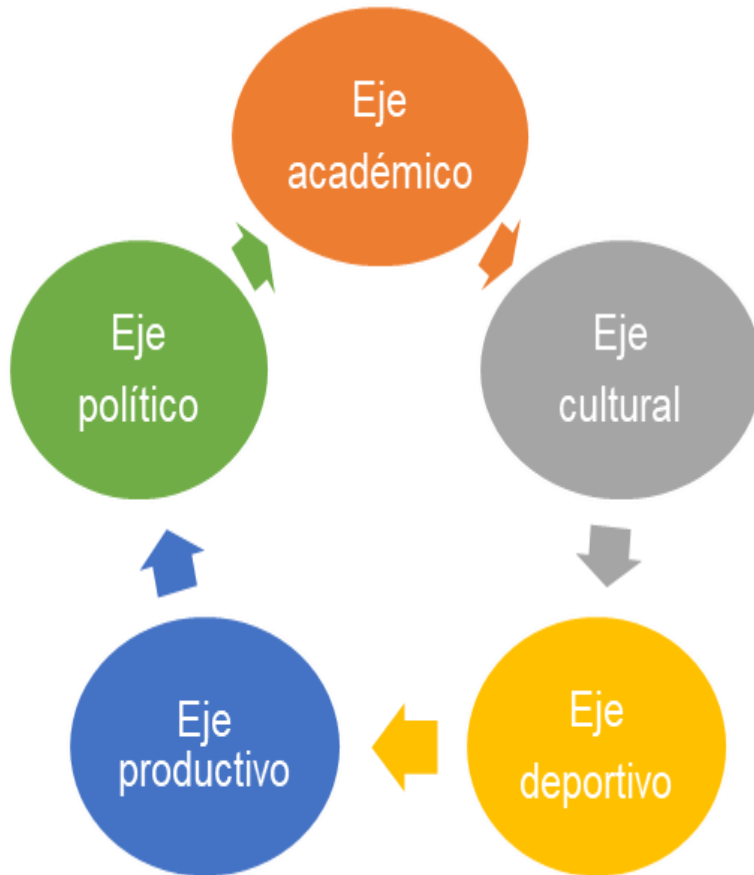 Eje
académico
Eje
cultural
Eje
deportivo
Eje
productivo
Eje
político